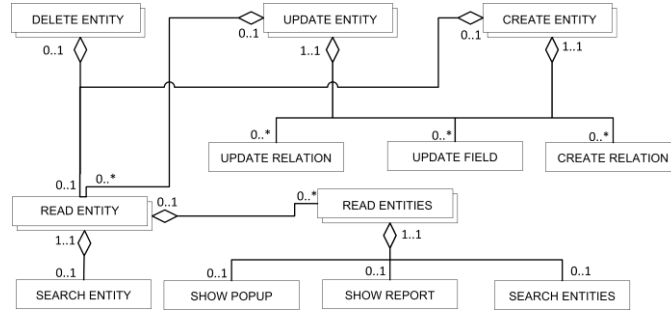 DELETE ENTITY
UPDATE ENTITY
CREATE ENTITY
0..1
0..1
0..1
1..1
1..1
0..*
0..*
0..*
UPDATE RELATION
UPDATE FIELD
CREATE RELATION
0..1
0..*
READ ENTITY
0..1
0..*
READ ENTITIES
1..1
1..1
0..1
0..1
0..1
0..1
SEARCH ENTITY
SHOW POPUP
SHOW REPORT
SEARCH ENTITIES